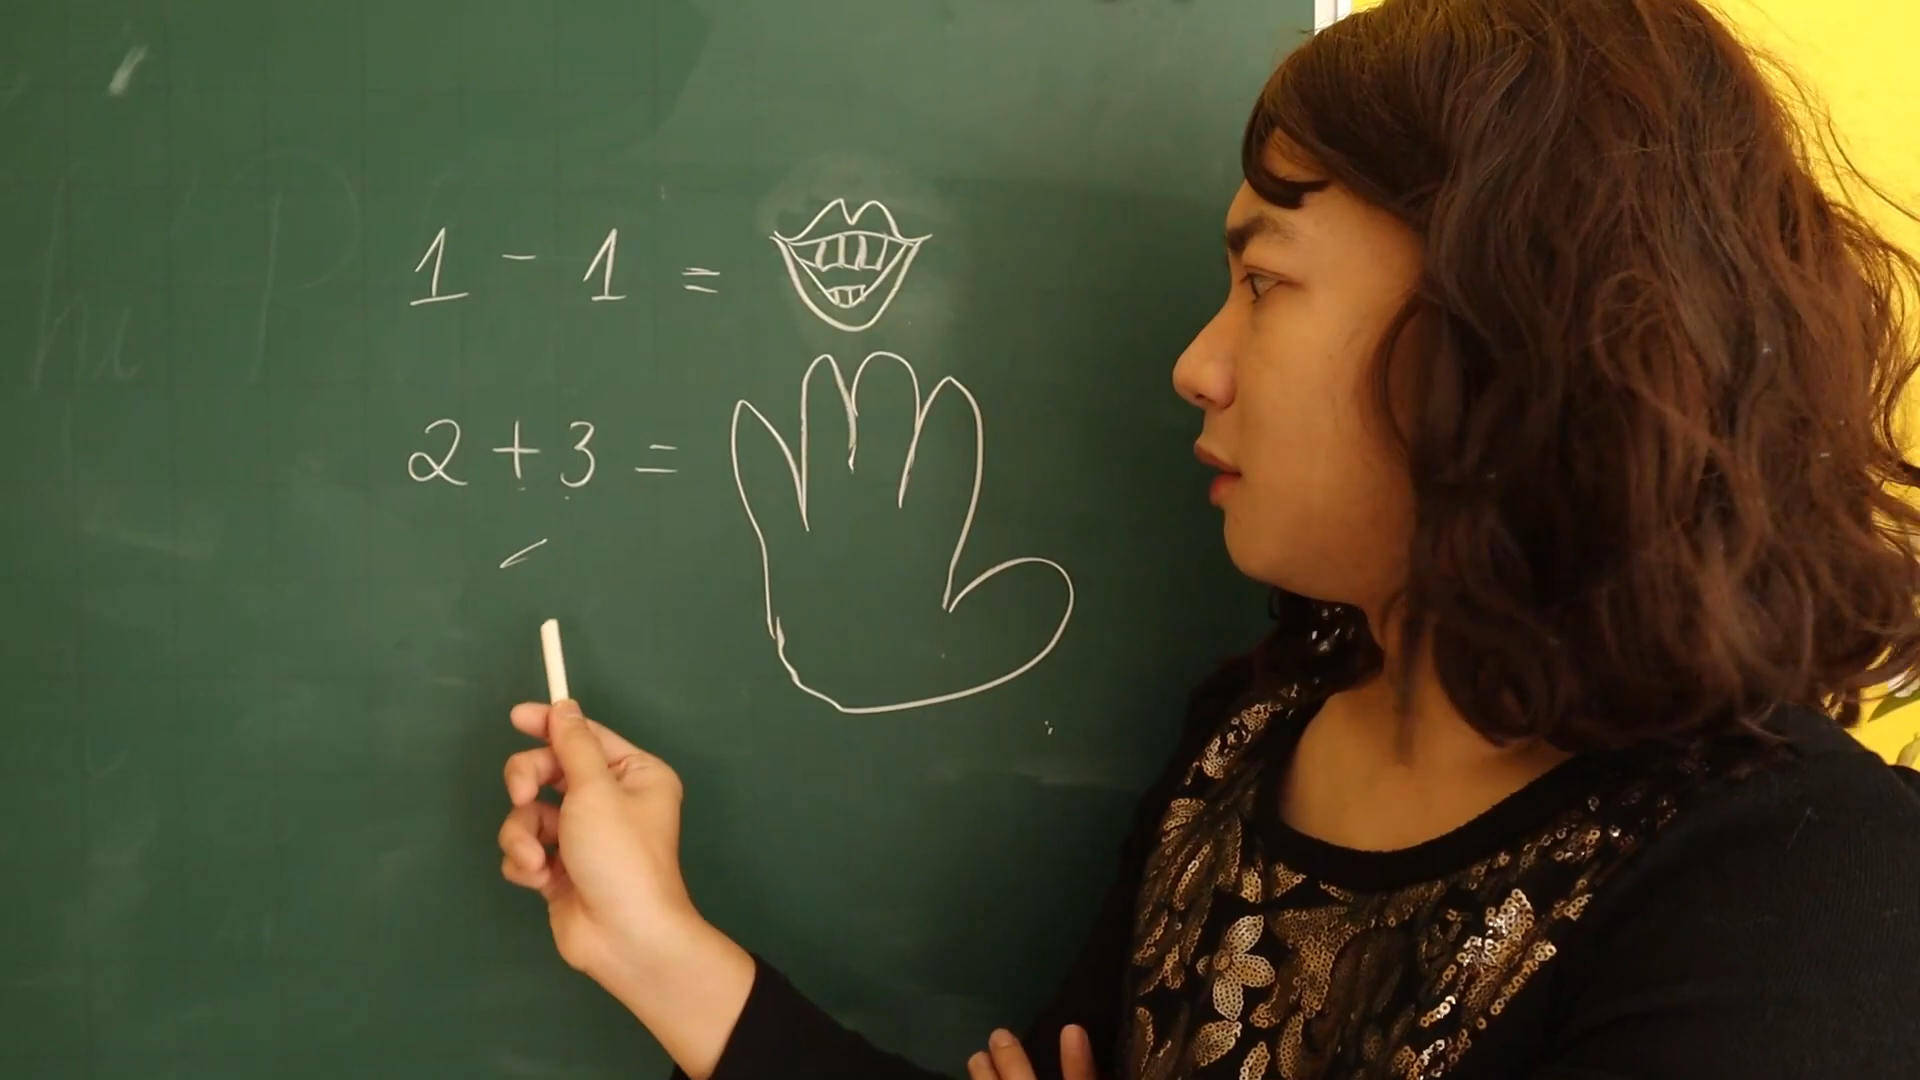 1 - 1 =
2 + 3 =